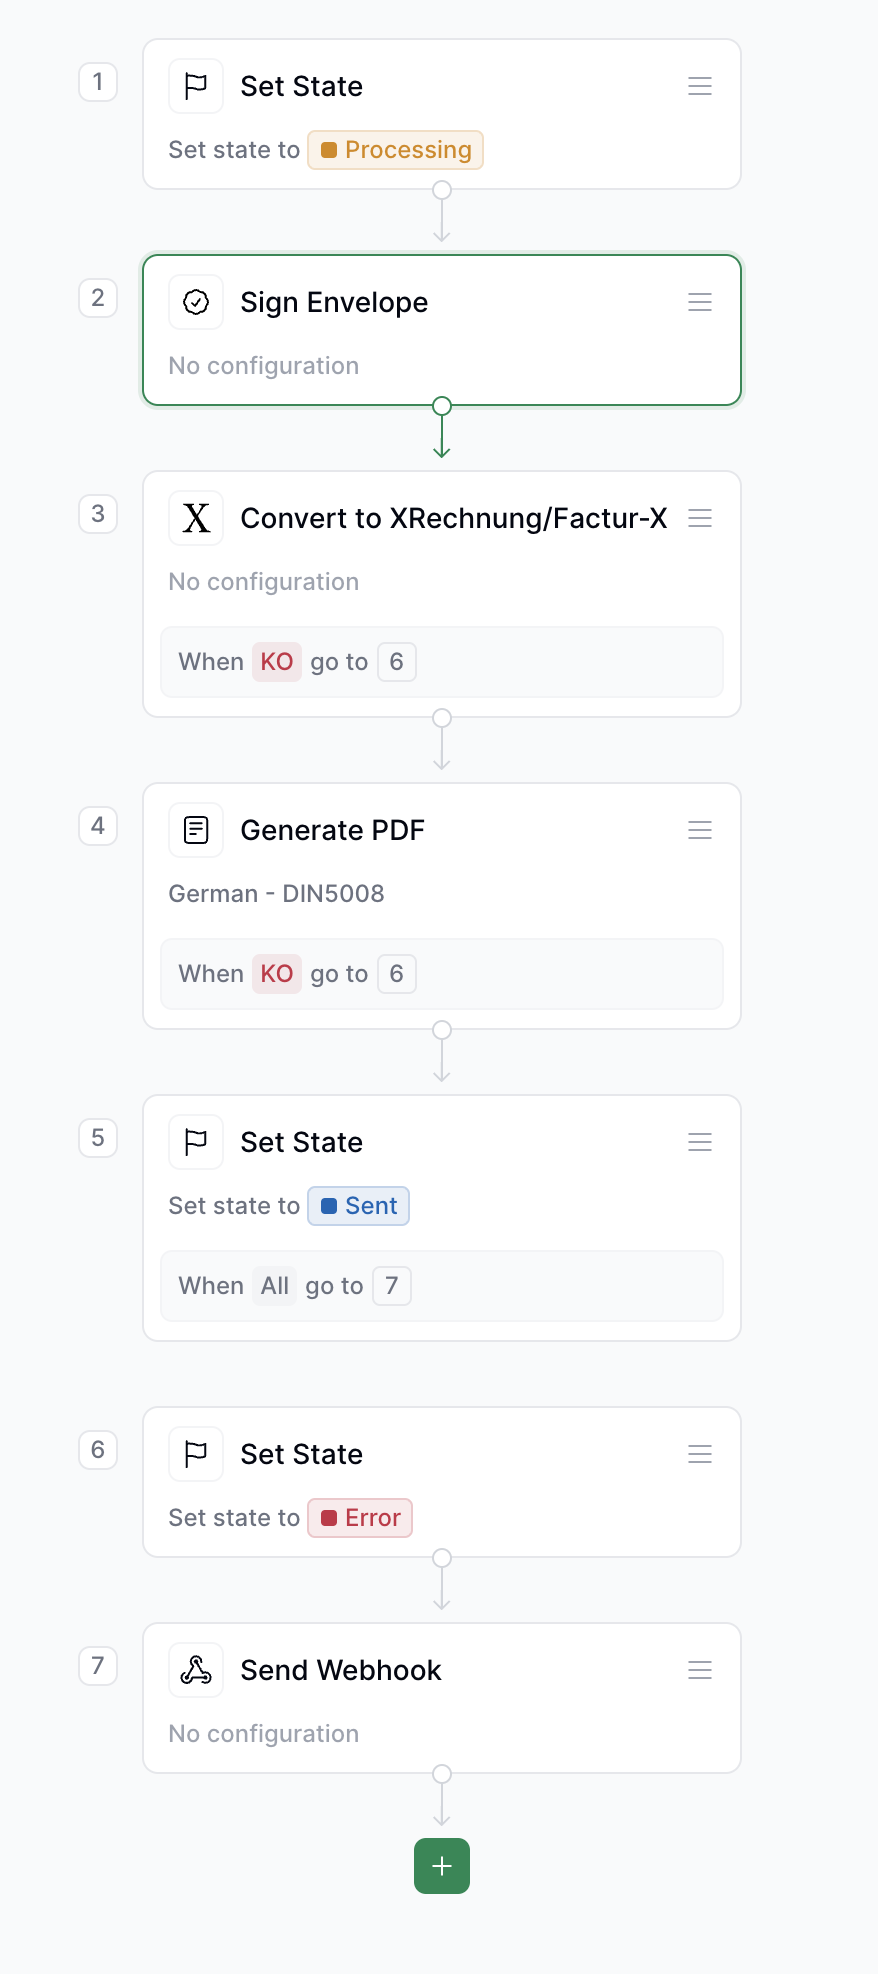 1
Set State
Set state to Processing
2
Sign Envelope
No configuration
3
X
Convert to XRechnung/Factur-X
No configuration
When KO go to 6
4
Generate PDF
German - DIN5008
When KO go to 6
5
Set State
Set state to Sent
When All go to 7
6
Set State
Set state to Error
7
Send Webhook
No configuration